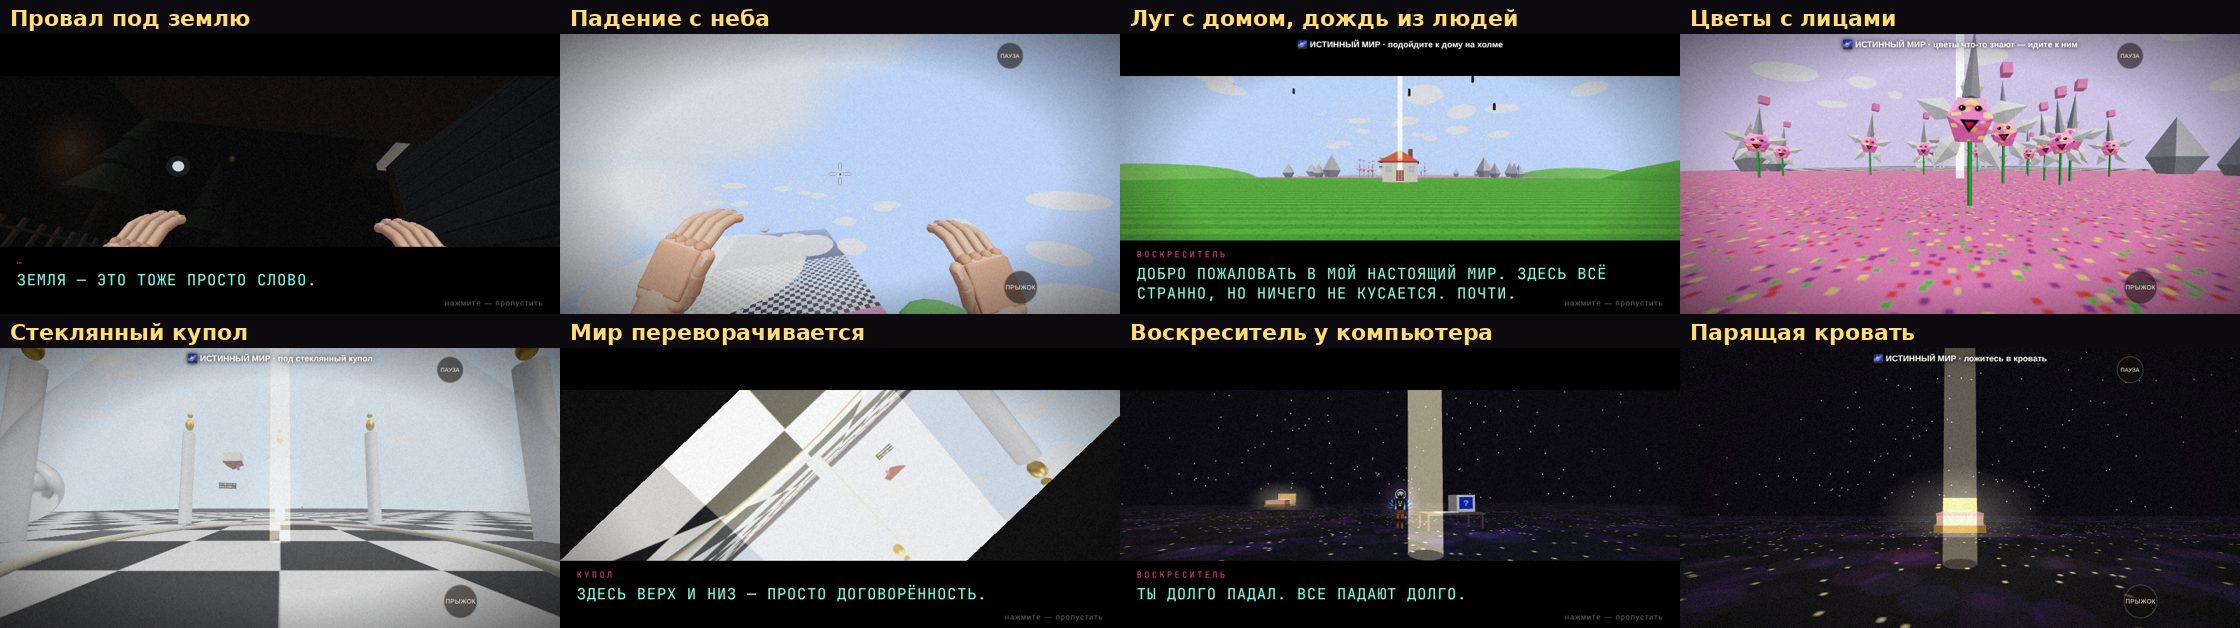 Провал под землю
…
ЗЕМЛЯ — ЭТО ТОЖЕ ПРОСТО СЛОВО.
нажмите — пропустить
Падение с неба
ПАУЗА
ПРЫЖОК
Луг с домом, дождь из людей
ИСТИННЫЙ МИР · подойдите к дому на холме
ВОСКРЕСИТЕЛЬ
ДОБРО ПОЖАЛОВАТЬ В МОЙ НАСТОЯЩИЙ МИР. ЗДЕСЬ ВСЁ
СТРАННО, НО НИЧЕГО НЕ КУСАЕТСЯ. ПОЧТИ.
нажмите — пропустить
Цветы с лицами
ИСТИННЫЙ МИР · цветы что-то знают — идите к ним
ПАУЗА
ПРЫЖОК
Стеклянный купол
ИСТИННЫЙ МИР · под стеклянный купол
ПАУЗА
ПРЫЖОК
Мир переворачивается
КУПОЛ
ЗДЕСЬ ВЕРХ И НИЗ — ПРОСТО ДОГОВОРЁННОСТЬ.
нажмите — пропустить
Воскреситель у компьютера
?
ВОСКРЕСИТЕЛЬ
ТЫ ДОЛГО ПАДАЛ. ВСЕ ПАДАЮТ ДОЛГО.
нажмите — пропустить
Парящая кровать
ИСТИННЫЙ МИР · ложитесь в кровать
ПАУЗА
ПРЫЖОК